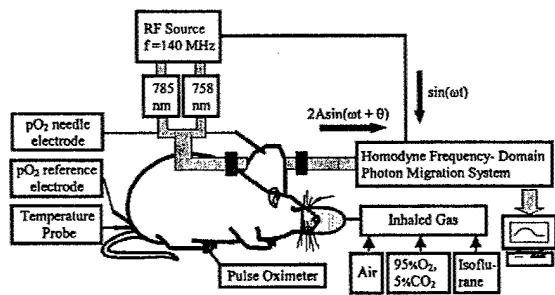 RF Source
f=140 MHz
785
nm
758
nm
sin(ωt)
2Asin(ωt + θ)
pO₂ needle
electrode
Homodyne Frequency- Domain
Photon Migration System
pO₂ reference
electrode
Temperature
Probe
Inhaled Gas
Pulse Oximeter
Air
95%O₂,
5%CO₂
Isoflu-
rane